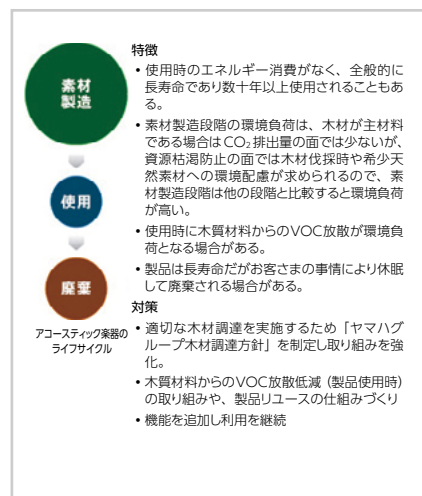 素材
製造
使用
廃棄
アコースティック楽器の
ライフサイクル
特徴
• 使用時のエネルギー消費がなく、全般的に
長寿命であり数十年以上使用されることもあ
る。
• 素材製造段階の環境負荷は、木材が主材料
である場合はCO₂排出量の面では少ないが、
資源枯渇防止の面では木材伐採時や希少天
然素材への環境配慮が求められるので、素
材製造段階は他の段階と比較すると環境負荷
が高い。
• 使用時に木質材料からのVOC放散が環境負
荷となる場合がある。
• 製品は長寿命だがお客さまの事情により休眠
して廃棄される場合がある。
対策
• 適切な木材調達を実施するため「ヤマハグ
ループ木材調達方針」を制定し取り組みを強
化。
• 木質材料からのVOC放散低減（製品使用時）
の取り組みや、製品リユースの仕組みづくり
• 機能を追加し利用を継続